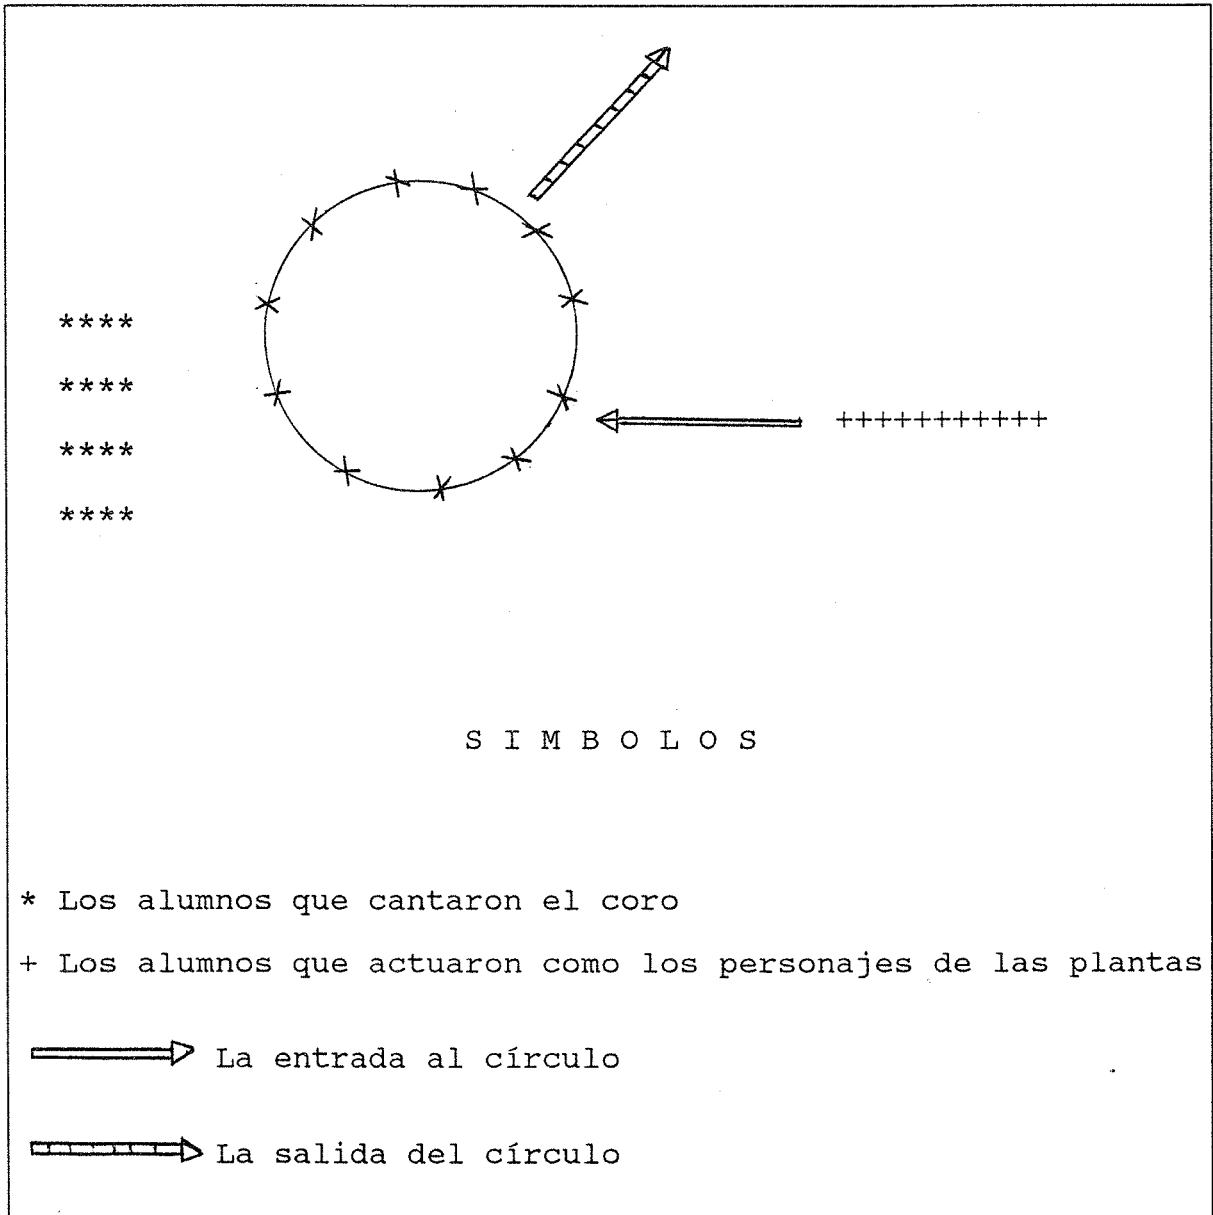 ****
****
+++++++++++
****
****
S I M B O L O S
* Los alumnos que cantaron el coro
+ Los alumnos que actuaron como los personajes de las plantas
La entrada al círculo
La salida del círculo